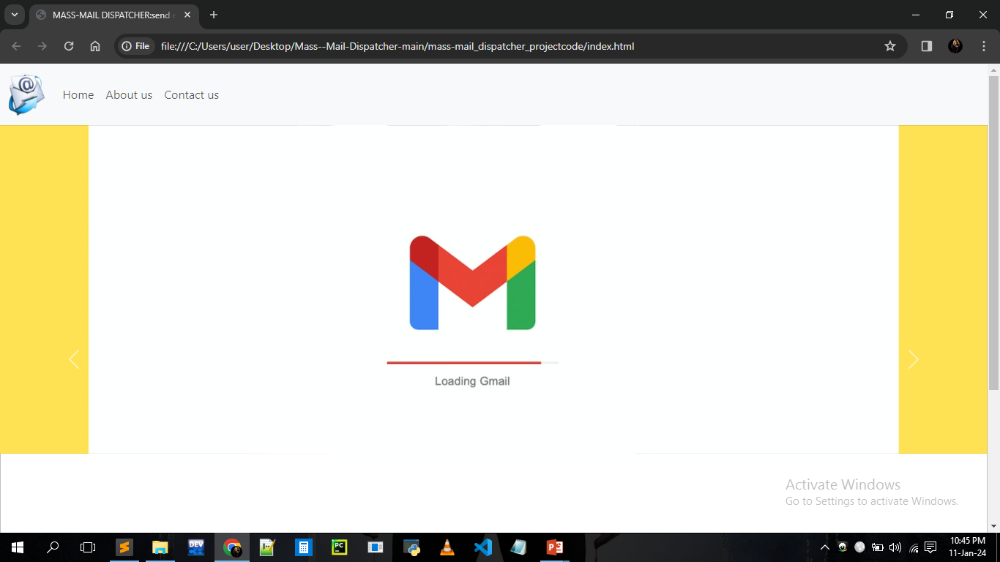 MASS-MAIL DISPATCHER:send
File
file:///C:/Users/user/Desktop/Mass--Mail-Dispatcher-main/mass-mail_dispatcher_projectcode/index.html
@
Home About us Contact us
Loading Gmail
Activate Windows
Go to Settings to activate Windows.
DEV
PC
10:45 PM
11-Jan-24